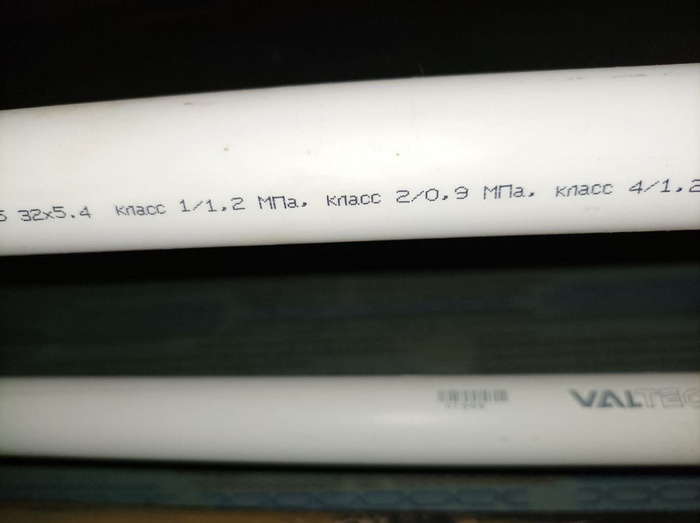 32x5.4 класс 1/1,2 МПа, класс 2/0,9 МПа, класс 4/1,2
VALTEC